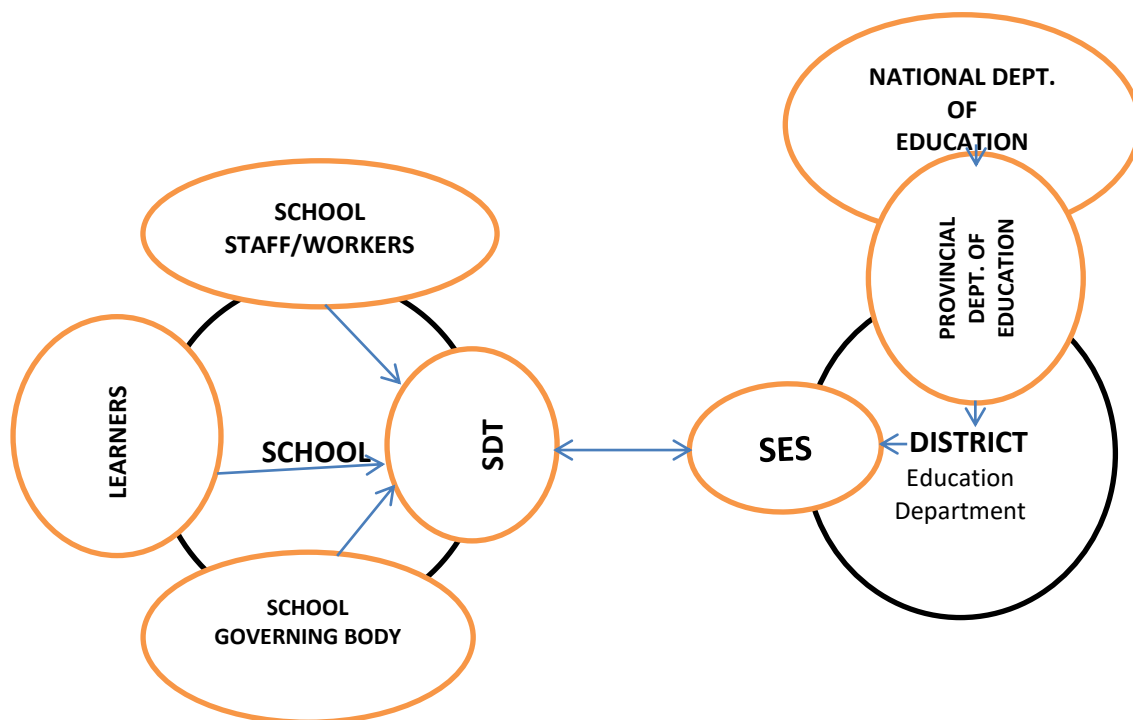 NATIONAL DEPT.
OF
EDUCATION
PROVINCIAL
DEPT. OF
EDUCATION
SCHOOL
STAFF/WORKERS
LEARNERS
SCHOOL
SDT
SES
DISTRICT
Education
Department
SCHOOL
GOVERNING BODY